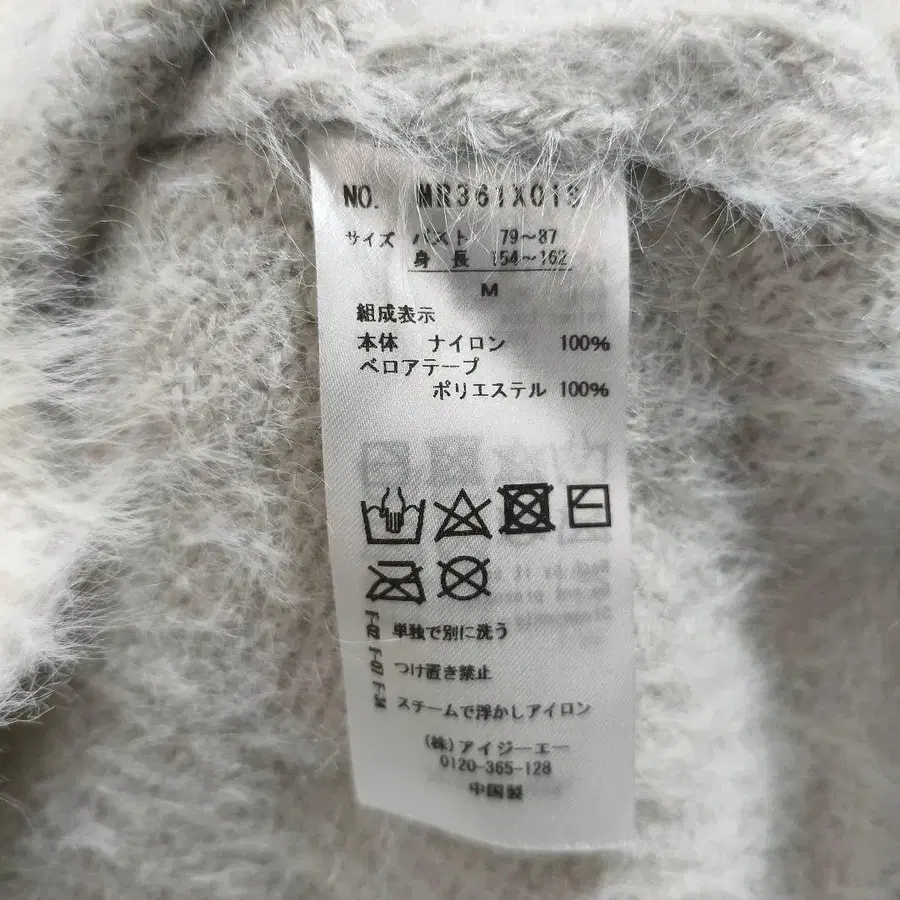 NO. MR361X019
サイズ バスト 79～87
身長 154～162
M
組成表示
本体 ナイロン 100%
ベロアテープ
ポリエステル 100%
F-02 単独で別に洗う
F-07 つけ置き禁止
F-34 スチームで浮かしアイロン
(株)アイジーエー
0120-365-128
中国製